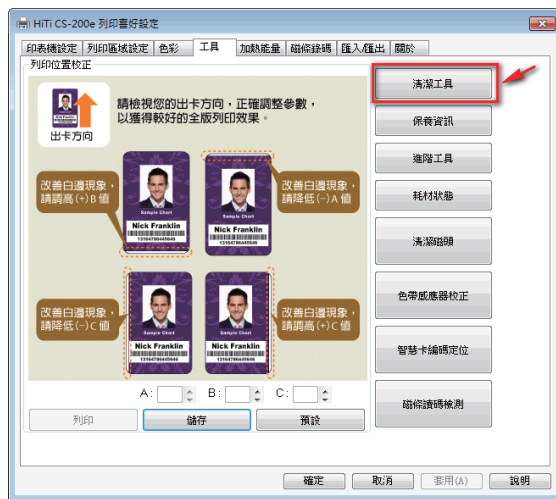 HiTi CS-200e 列印喜好設定
印表機設定 列印區域設定 色彩 工具 加熱能量 磁條錄碼 匯入/匯出 關於
列印位置校正
出卡方向
請檢視您的出卡方向，正確調整參數，
以獲得較好的全版列印效果。
改善白邊現象，
請調高(+)B 值
Sample Chart
Nick Franklin
13164786445646
Sample Chart
Nick Franklin
13164786445646
改善白邊現象，
請降低(-)A 值
改善白邊現象，
請降低(-)C 值
Sample Chart
Nick Franklin
13164786445646
Sample Chart
Nick Franklin
13164786445646
改善白邊現象，
請調高(+)C 值
A: B: C:
列印 儲存 預設
清潔工具
保養資訊
進階工具
耗材狀態
清潔磁頭
色帶感應器校正
智慧卡編碼定位
磁條讀碼檢測
確定 取消 套用(A) 說明